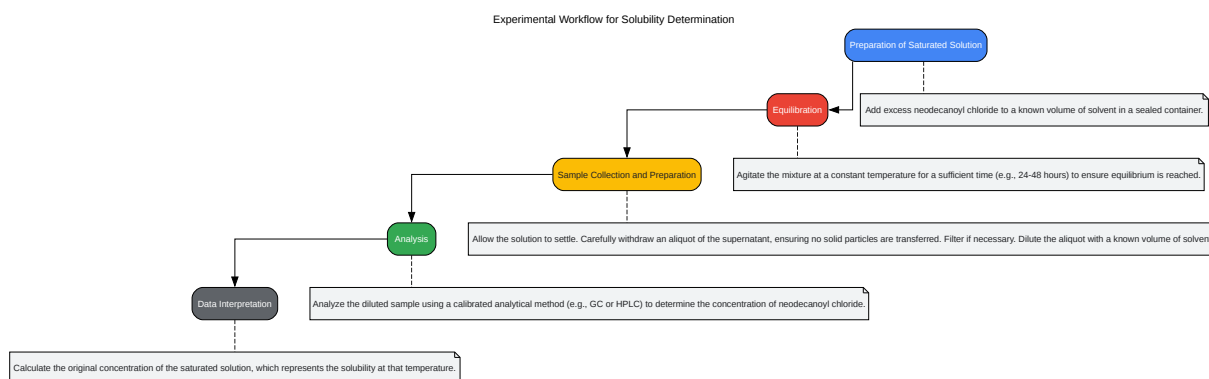 Experimental Workflow for Solubility Determination
Preparation of Saturated Solution
Add excess neodecanoyl chloride to a known volume of solvent in a sealed container.
Equilibration
Agitate the mixture at a constant temperature for a sufficient time (e.g., 24-48 hours) to ensure equilibrium is reached.
Sample Collection and Preparation
Allow the solution to settle. Carefully withdraw an aliquot of the supernatant, ensuring no solid particles are transferred. Filter if necessary. Dilute the aliquot with a known volume of solven
Analysis
Analyze the diluted sample using a calibrated analytical method (e.g., GC or HPLC) to determine the concentration of neodecanoyl chloride.
Data Interpretation
Calculate the original concentration of the saturated solution, which represents the solubility at that temperature.